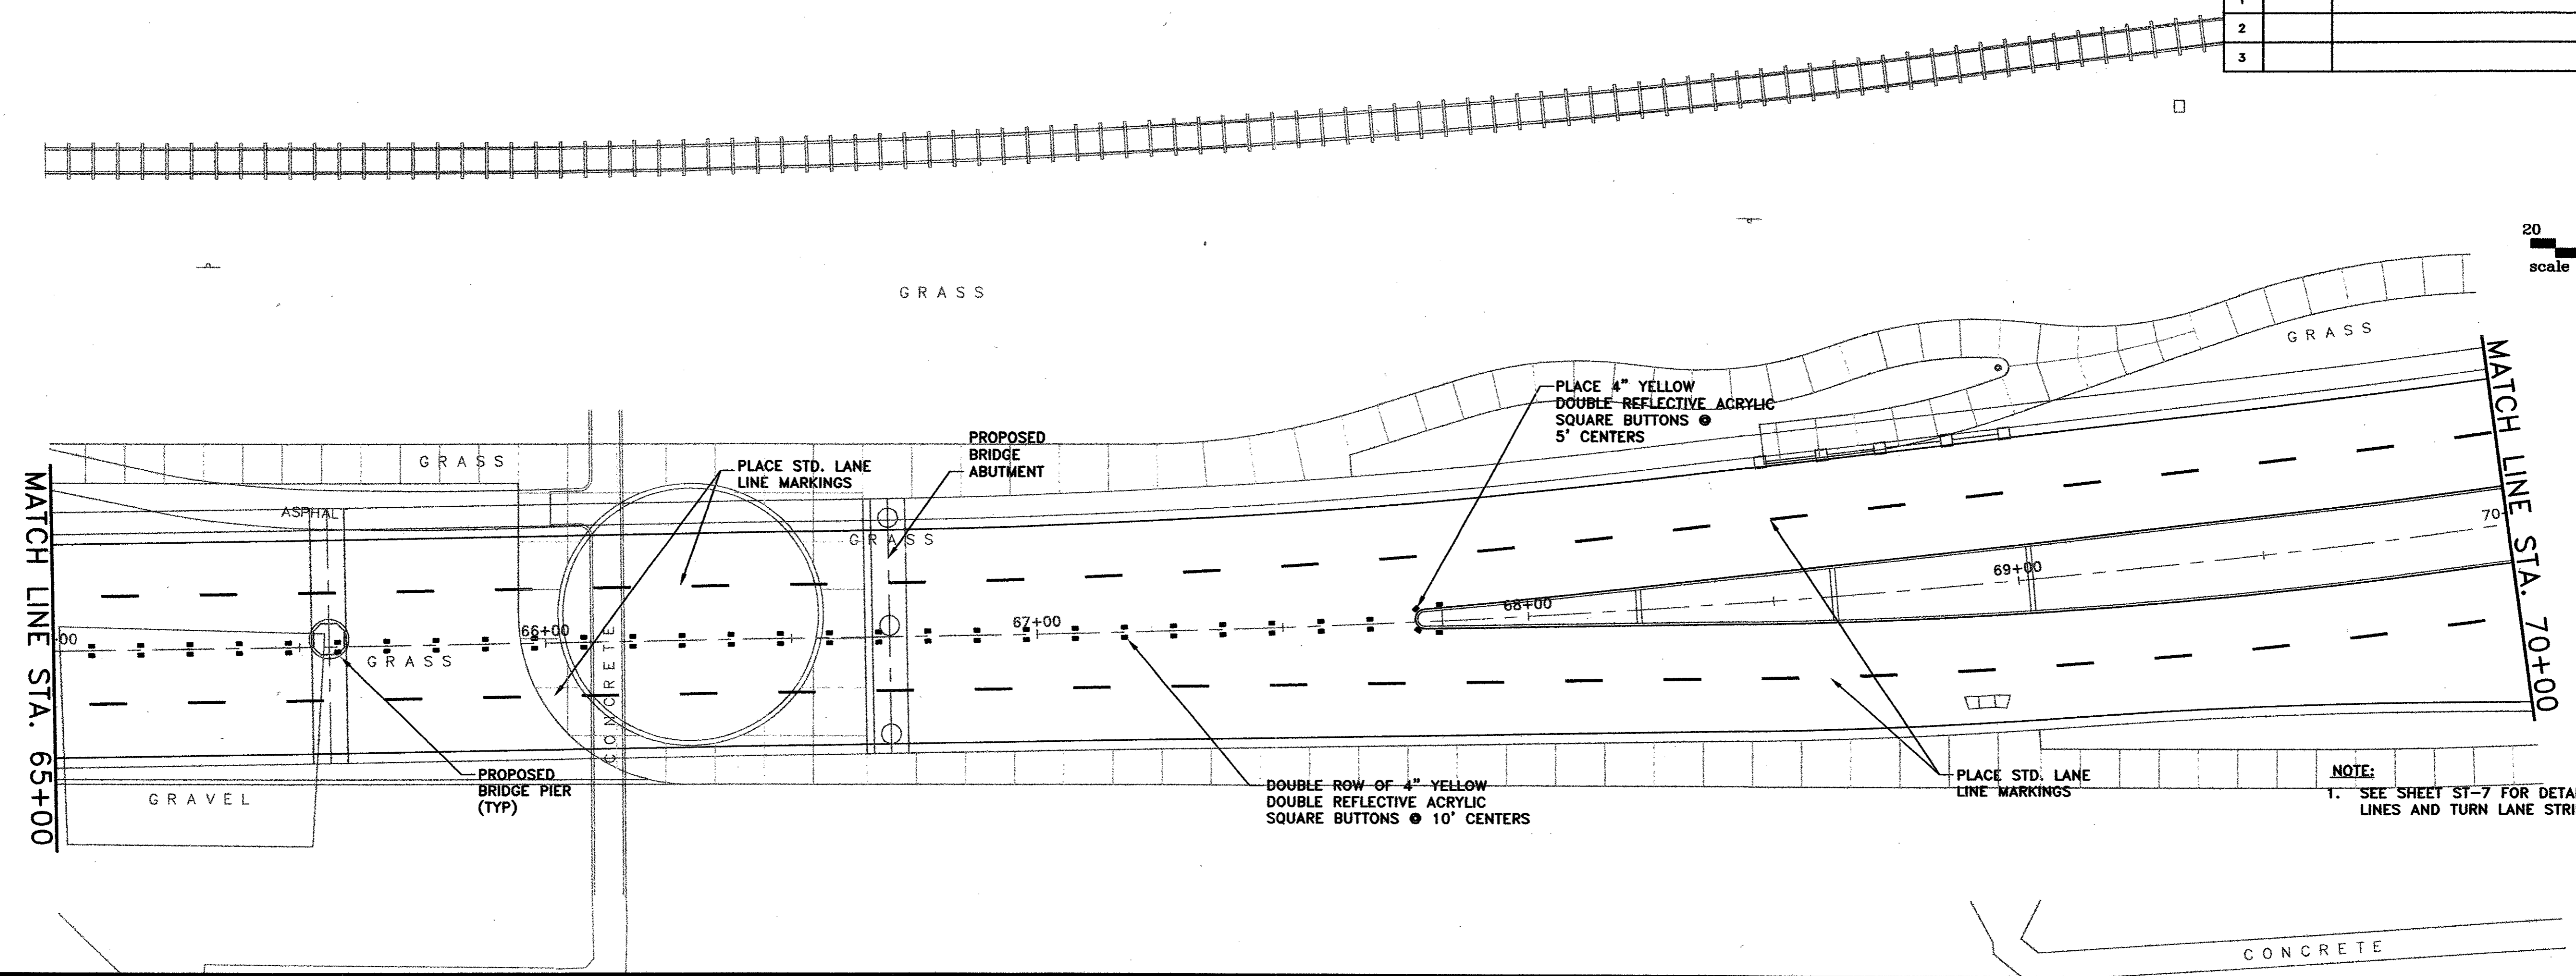 1
2
3
20
scale
GRASS
GRASS
MATCH LINE STA. 70+00
PLACE 4" YELLOW
DOUBLE REFLECTIVE ACRYLIC
SQUARE BUTTONS @
5' CENTERS
PROPOSED
BRIDGE
ABUTMENT
GRASS
PLACE STD. LANE
LINE MARKINGS
MATCH LINE STA. 65+00
ASPHAL
GRASS
70
69+00
68+00
67+00
66+00
00
GRASS
CONCRETE
PROPOSED
BRIDGE PIER
(TYP)
GRAVEL
DOUBLE ROW OF 4" YELLOW
DOUBLE REFLECTIVE ACRYLIC
SQUARE BUTTONS @ 10' CENTERS
PLACE STD. LANE
LINE MARKINGS
NOTE:
1. SEE SHEET ST-7 FOR DETA
LINES AND TURN LANE STRI
CONCRETE